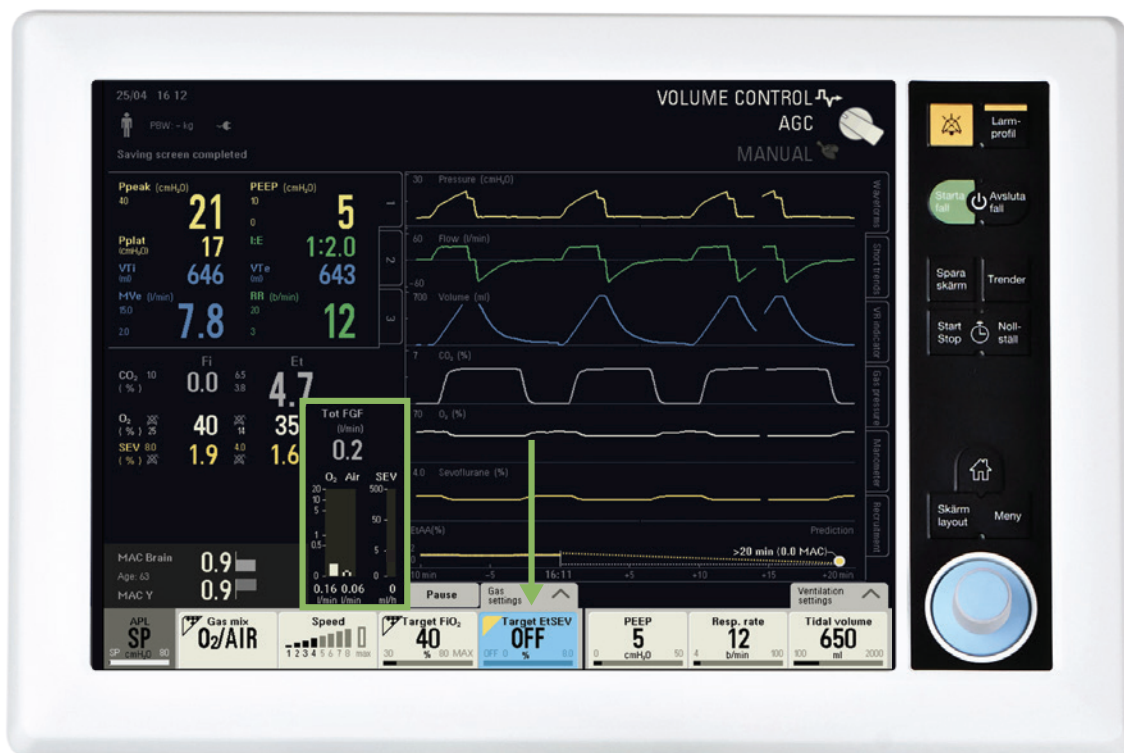 25/04 16 12
PBW: - kg
Saving screen completed
VOLUME CONTROL
AGC
MANUAL
Ppeak (cmH₂O)
40
21
PEEP (cmH₂O)
10
0
5
Pplat
(cmH₂O)
17
I:E
1:2.0
VTi
(ml)
646
VTe
(ml)
643
MVe (l/min)
15.0
2.0
7.8
RR (b/min)
20
3
12
1
2
3
Fi
Et
CO₂ 10
(%)
0.0
6.5
3.8
4.7
O₂
(%) 25
40
14
35
SEV 8.0
(%)
1.9
4.0
1.6
Tot FGF
(l/min)
0.2
O₂ Air SEV
20
10
5
1
0.5
0
500
50
5
0
0.16 0.06 0
l/min l/min ml/h
MAC Brain
0.9
Age: 63
MAC Y
0.9
30 Pressure (cmH₂O)
60 Flow (l/min)
-60
700 Volume (ml)
7 CO₂ (%)
70 O₂ (%)
4.0 Sevoflurane (%)
EtAA(%)
Prediction
2
0
>20 min (0.0 MAC)
-10 min -5 16:11 +5 +10 +15 +20 min
Waveforms
Short trends
VR indicator
Gas pressure
Manometer
Recruitment
Pause
Gas
settings
Ventilation
settings
APL
SP
SP cmH₂O 80
Gas mix
O₂/AIR
Speed
1 2 3 4 5 6 7 8 max
Target FiO₂
40
30 % 80 MAX
Target EtSEV
OFF
OFF 0 % 8.0
PEEP
5
0 cmH₂O 50
Resp. rate
12
4 b/min 100
Tidal volume
650
100 ml 2000
Larm-
profil
Starta
fall
Avsluta
fall
Spara
skärm
Trender
Start
Stop
Noll-
ställ
Skärm
layout
Meny